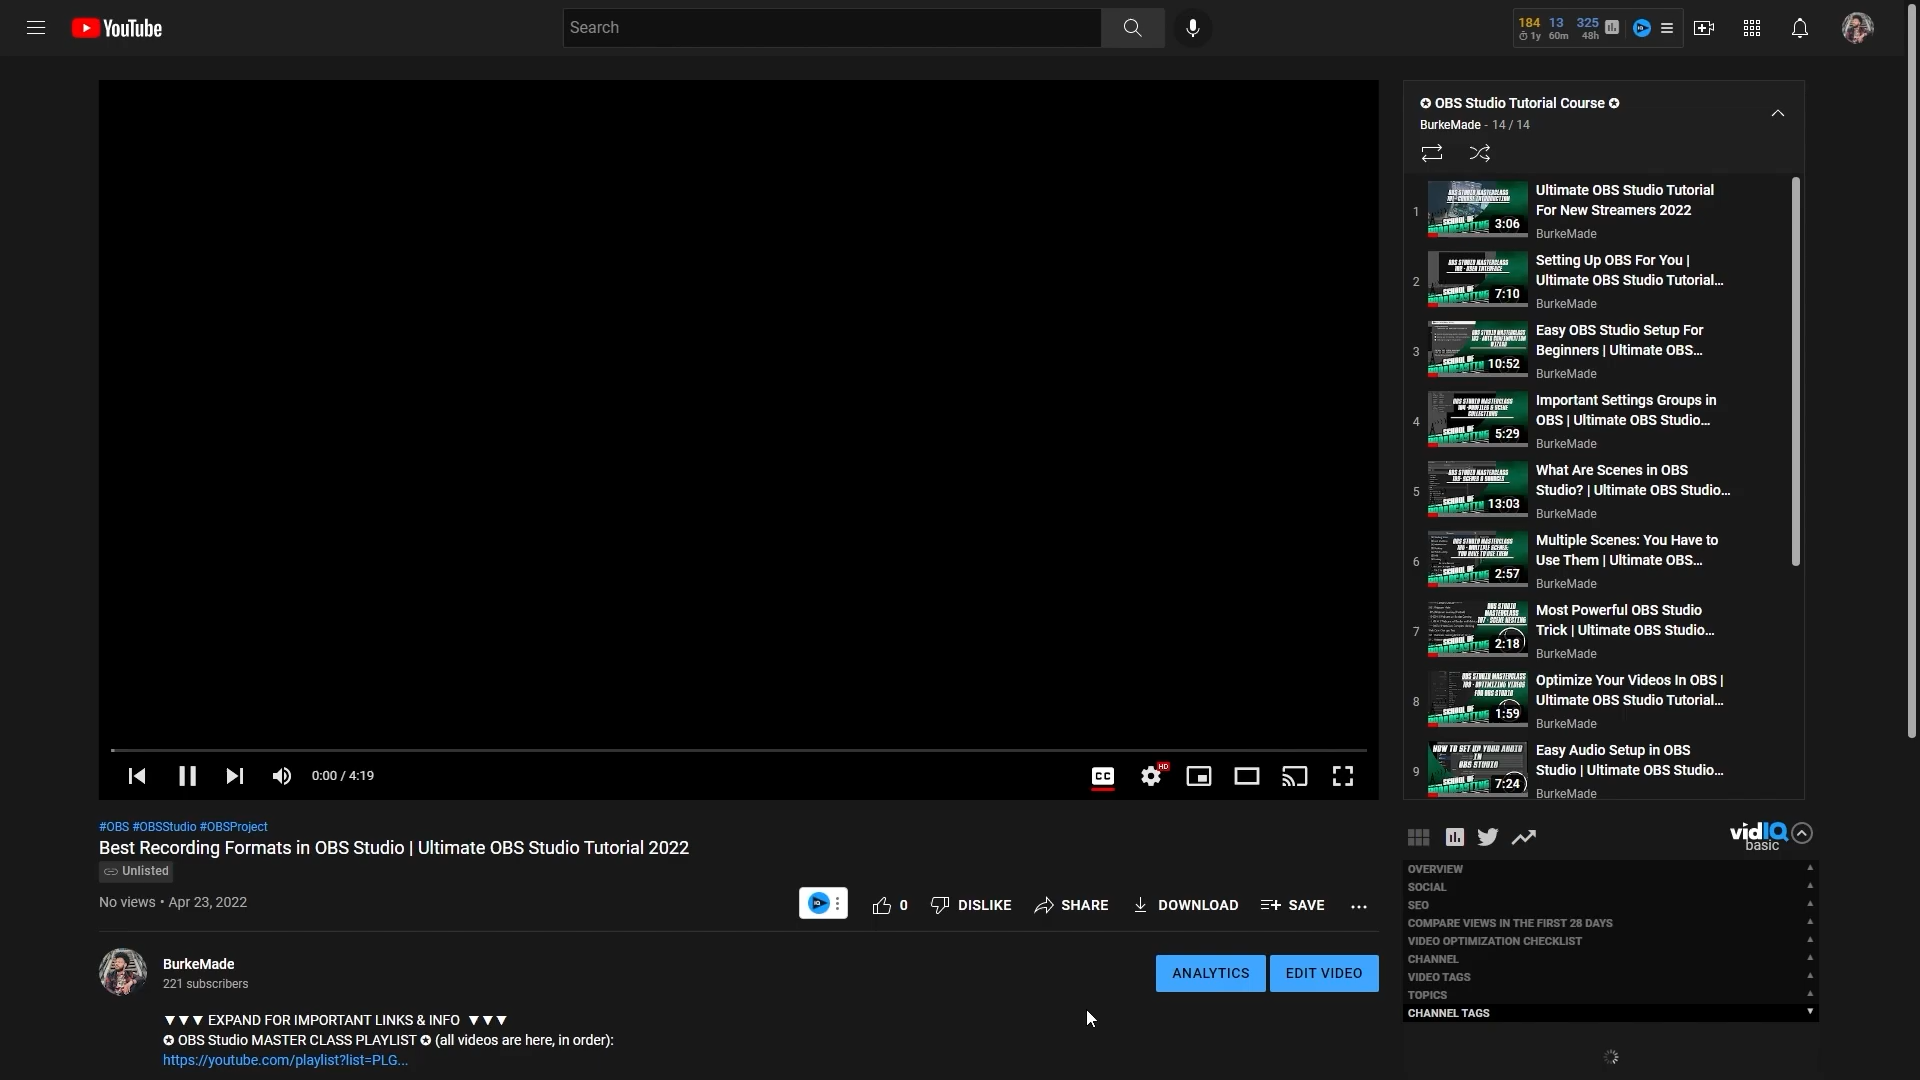 YouTube
Search
184 13 325
1y 60m 48h
OBS Studio Tutorial Course
BurkeMade - 14 / 14
1
3:06
Ultimate OBS Studio Tutorial
For New Streamers 2022
BurkeMade
2
7:10
Setting Up OBS For You |
Ultimate OBS Studio Tutorial...
BurkeMade
3
10:52
Easy OBS Studio Setup For
Beginners | Ultimate OBS...
BurkeMade
4
5:29
Important Settings Groups in
OBS | Ultimate OBS Studio...
BurkeMade
5
13:03
What Are Scenes in OBS
Studio? | Ultimate OBS Studio...
BurkeMade
6
2:57
Multiple Scenes: You Have to
Use Them | Ultimate OBS...
BurkeMade
7
2:18
Most Powerful OBS Studio
Trick | Ultimate OBS Studio...
BurkeMade
8
1:59
Optimize Your Videos In OBS |
Ultimate OBS Studio Tutorial...
BurkeMade
9
HOW TO SET UP YOUR AUDIO
IN
OBS STUDIO
7:24
Easy Audio Setup in OBS
Studio | Ultimate OBS Studio...
BurkeMade
0:00 / 4:19
CC
HD
#OBS #OBSStudio #OBSProject
Best Recording Formats in OBS Studio | Ultimate OBS Studio Tutorial 2022
Unlisted
No views • Apr 23, 2022
0 DISLIKE SHARE DOWNLOAD SAVE ...
BurkeMade
221 subscribers
ANALYTICS EDIT VIDEO
▼▼▼ EXPAND FOR IMPORTANT LINKS & INFO ▼▼▼
✪ OBS Studio MASTER CLASS PLAYLIST ✪ (all videos are here, in order):
https://youtube.com/playlist?list=PLG...
vidIQ
basic
OVERVIEW
SOCIAL
SEO
COMPARE VIEWS IN THE FIRST 28 DAYS
VIDEO OPTIMIZATION CHECKLIST
CHANNEL
VIDEO TAGS
TOPICS
CHANNEL TAGS